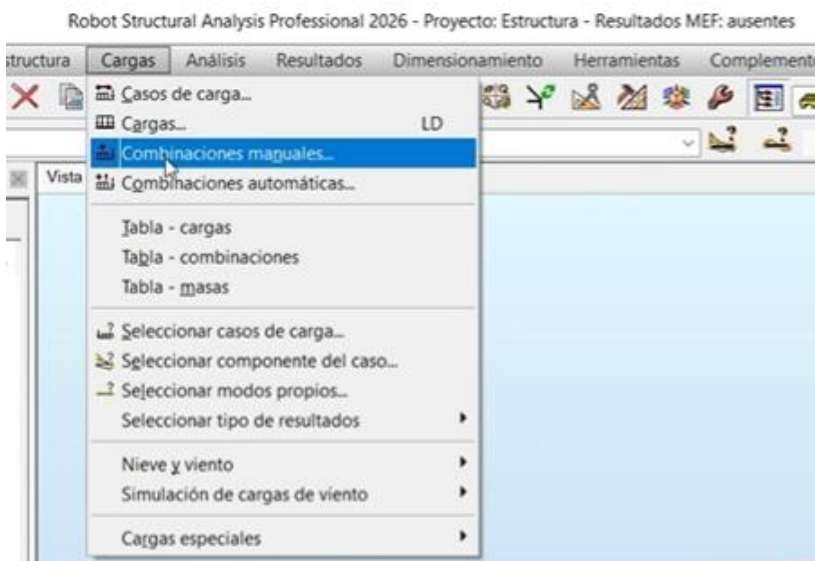 Robot Structural Analysis Professional 2026 - Proyecto: Estructura - Resultados MEF: ausentes
structura Cargas Análisis Resultados Dimensionamiento Herramientas Complement
Casos de carga...
Cargas... LD
Combinaciones manuales...
Vista
Combinaciones automáticas...
Tabla - cargas
Tabla - combinaciones
Tabla - masas
Seleccionar casos de carga...
Seleccionar componente del caso...
Seleccionar modos propios...
Seleccionar tipo de resultados
Nieve y viento
Simulación de cargas de viento
Cargas especiales